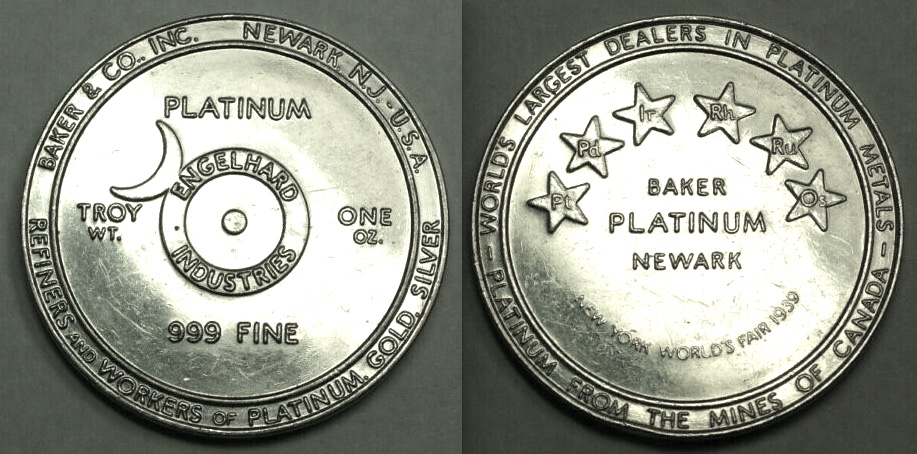 BAKER & CO., INC. NEWARK, N.J. - U.S.A.
PLATINUM
ENGELHARD
INDUSTRIES
TROY
WT.
ONE
OZ.
999 FINE
REFINERS AND WORKERS OF PLATINUM, GOLD, SILVER
WORLD'S LARGEST DEALERS IN PLATINUM METALS
Pt
Pd
Ir
Rh
Ru
Os
BAKER
PLATINUM
NEWARK
NEW YORK WORLD'S FAIR 1939
— PLATINUM FROM THE MINES OF CANADA —